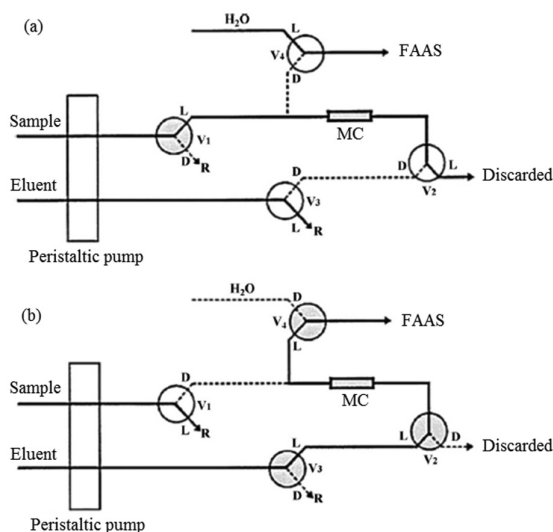 (a)
H₂O
L
V4
FAAS
D
Sample
L
V1
MC
D
R
D
L
V2
Discarded
Eluent
D
V3
L
R
Peristaltic pump
(b)
H₂O
D
V4
FAAS
L
Sample
D
V1
MC
L
R
L
D
V2
Discarded
Eluent
L
V3
D
R
Peristaltic pump